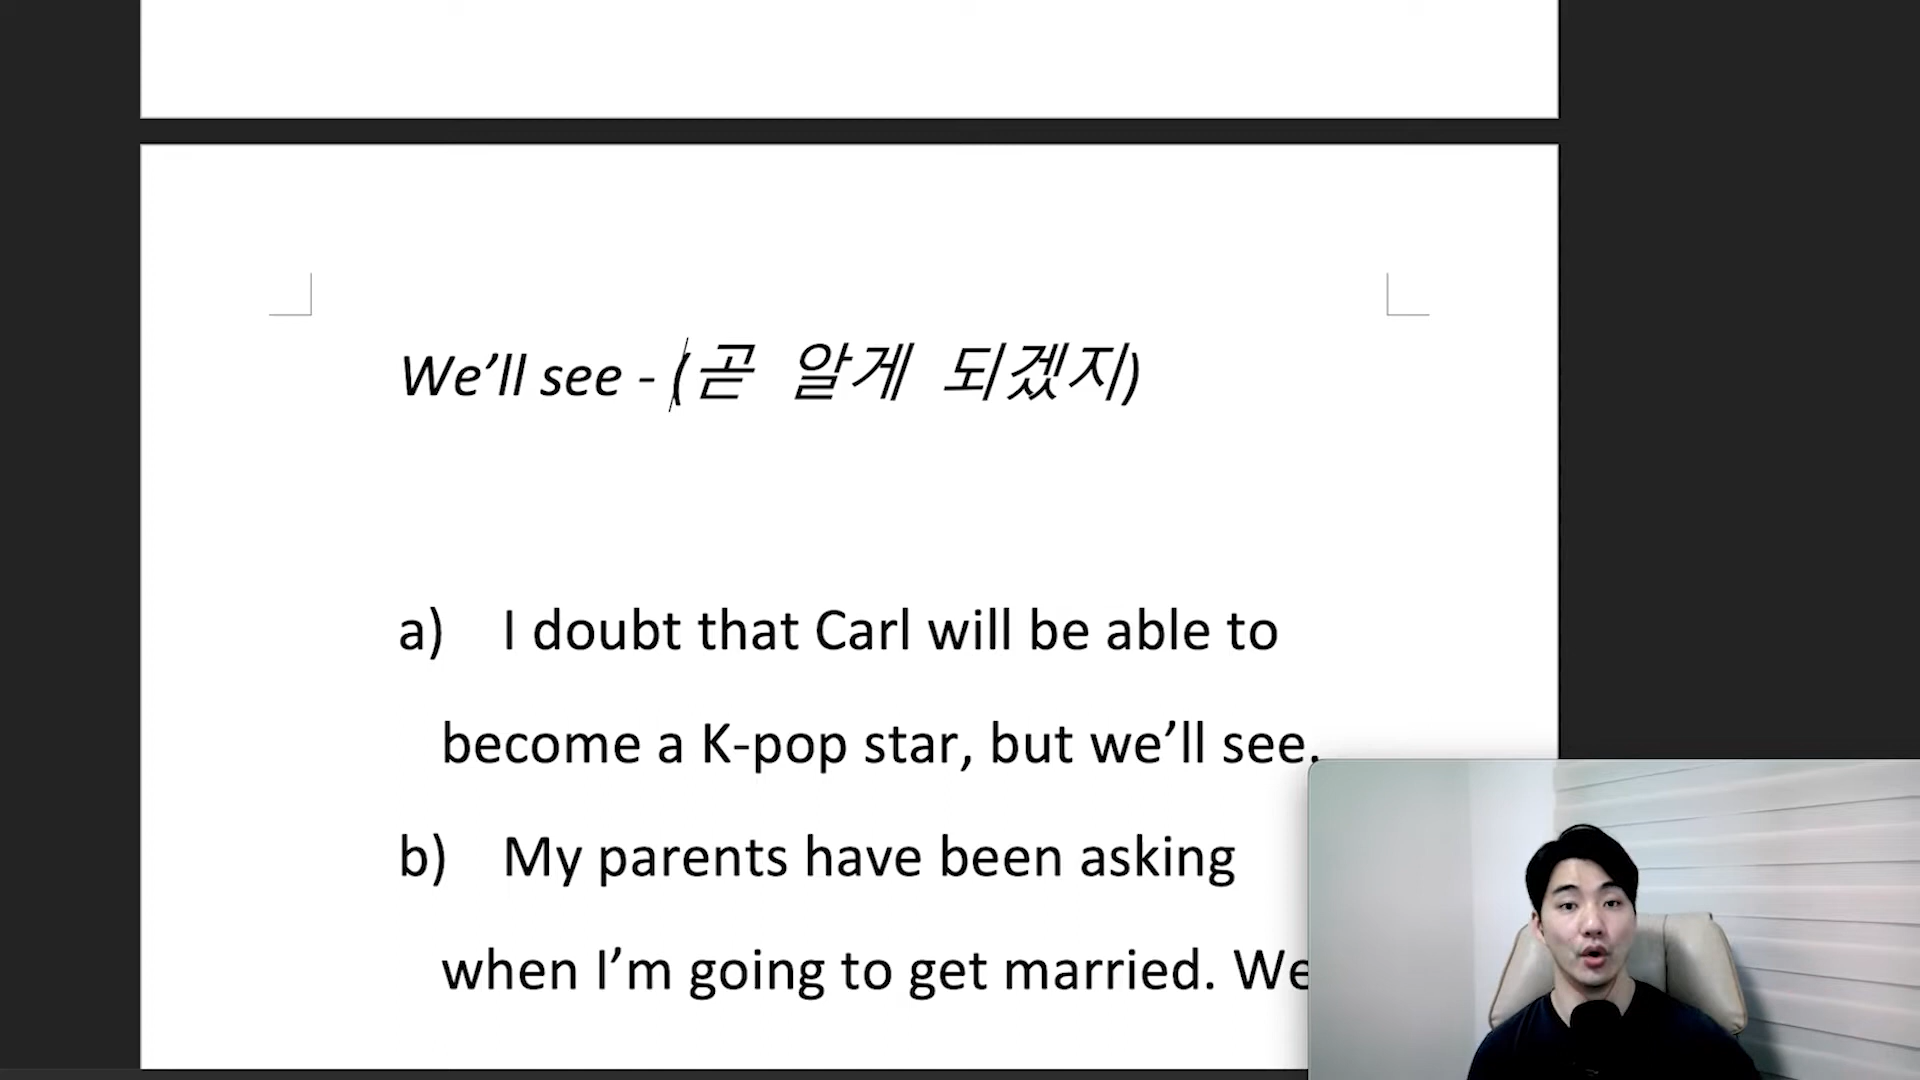 We’ll see - (곧 알게 되겠지)
a) I doubt that Carl will be able to
become a K-pop star, but we’ll see.
b) My parents have been asking
when I’m going to get married. We